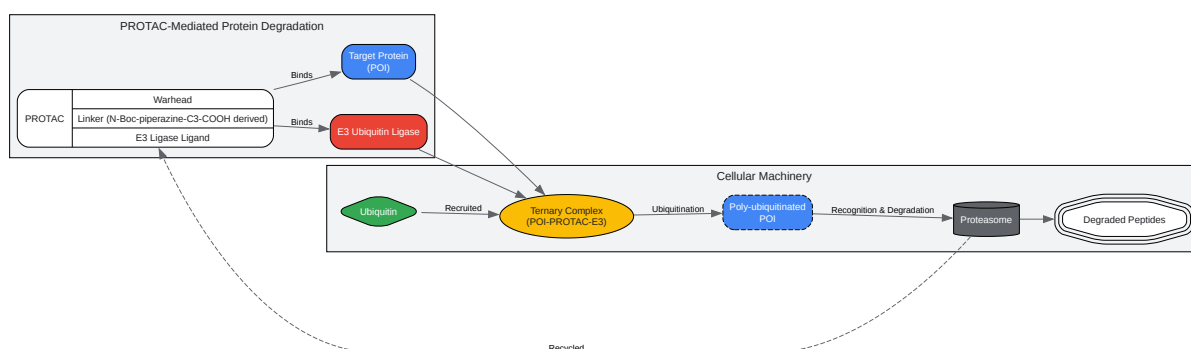 PROTAC-Mediated Protein Degradation
Target Protein
(POI)
Binds
Warhead
PROTAC
Linker (N-Boc-piperazine-C3-COOH derived)
Binds
E3 Ubiquitin Ligase
E3 Ligase Ligand
Cellular Machinery
Ubiquitin
Recruited
Ternary Complex
(POI-PROTAC-E3)
Ubiquitination
Poly-ubiquitinated
POI
Recognition & Degradation
Proteasome
Degraded Peptides
Recycled